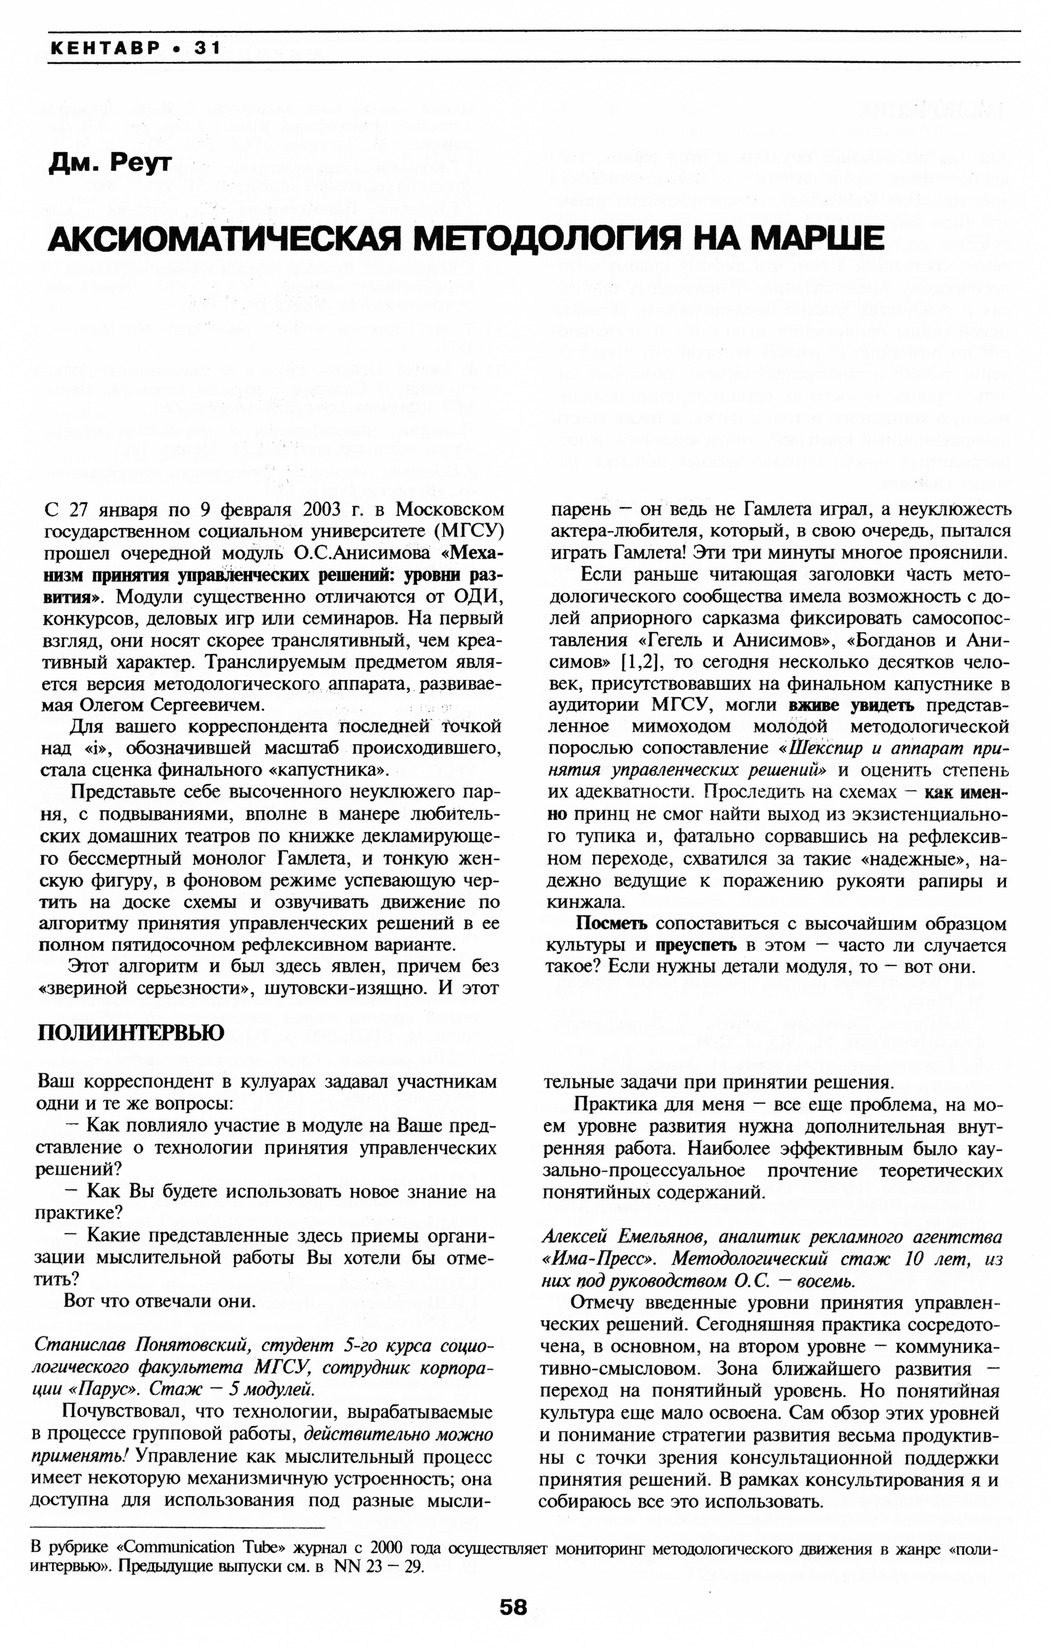 КЕНТАВР • 31
Дм. Реут
АКСИОМАТИЧЕСКАЯ МЕТОДОЛОГИЯ НА МАРШЕ
С 27 января по 9 февраля 2003 г. в Московском
государственном социальном университете (МГСУ)
прошел очередной модуль О.С.Анисимова «Меха-
низм принятия управленческих решений: уровни раз-
вития». Модули существенно отличаются от ОДИ,
конкурсов, деловых игр или семинаров. На первый
взгляд, они носят скорее транслятивный, чем креа-
тивный характер. Транслируемым предметом явля-
ется версия методологического аппарата, развивае-
мая Олегом Сергеевичем.
Для вашего корреспондента последней точкой
над «i», обозначившей масштаб происходившего,
стала сценка финального «капустника».
Представьте себе высоченного неуклюжего пар-
ня, с подвываниями, вполне в манере любитель-
ских домашних театров по книжке декламирующе-
го бессмертный монолог Гамлета, и тонкую жен-
скую фигуру, в фоновом режиме успевающую чер-
тить на доске схемы и озвучивать движение по
алгоритму принятия управленческих решений в ее
полном пятидосочном рефлексивном варианте.
Этот алгоритм и был здесь явлен, причем без
«звериной серьезности», шутовски-изящно. И этот
парень — он ведь не Гамлета играл, а неуклюжесть
актера-любителя, который, в свою очередь, пытался
играть Гамлета! Эти три минуты многое прояснили.
Если раньше читающая заголовки часть мето-
дологического сообщества имела возможность с до-
лей априорного сарказма фиксировать самосопос-
тавления «Гегель и Анисимов», «Богданов и Ани-
симов» [1,2], то сегодня несколько десятков чело-
век, присутствовавших на финальном капустнике в
аудитории МГСУ, могли вживе увидеть представ-
ленное мимоходом молодой методологической
порослью сопоставление «Шекспир и аппарат при-
нятия управленческих решений» и оценить степень
их адекватности. Проследить на схемах — как имен-
но принц не смог найти выход из экзистенциально-
го тупика и, фатально сорвавшись на рефлексив-
ном переходе, схватился за такие «надежные», на-
дежно ведущие к поражению рукояти рапиры и
кинжала.
Посметь сопоставиться с высочайшим образцом
культуры и преуспеть в этом — часто ли случается
такое? Если нужны детали модуля, то — вот они.
ПОЛИИНТЕРВЬЮ
Ваш корреспондент в кулуарах задавал участникам
одни и те же вопросы:
— Как повлияло участие в модуле на Ваше пред-
ставление о технологии принятия управленческих
решений?
— Как Вы будете использовать новое знание на
практике?
— Какие представленные здесь приемы органи-
зации мыслительной работы Вы хотели бы отме-
тить?
Вот что отвечали они.
Станислав Понятовский, студент 5-го курса социо-
логического факультета МГСУ, сотрудник корпора-
ции «Парус». Стаж — 5 модулей.
Почувствовал, что технологии, вырабатываемые
в процессе групповой работы, действительно можно
применять! Управление как мыслительный процесс
имеет некоторую механизмичную устроенность; она
доступна для использования под разные мысли-
тельные задачи при принятии решения.
Практика для меня — все еще проблема, на мо-
ем уровне развития нужна дополнительная внут-
ренняя работа. Наиболее эффективным было кау-
зально-процессуальное прочтение теоретических
понятийных содержаний.
Алексей Емельянов, аналитик рекламного агентства
«Има-Пресс». Методологический стаж 10 лет, из
них под руководством О.С. — восемь.
Отмечу введенные уровни принятия управлен-
ческих решений. Сегодняшняя практика сосредото-
чена, в основном, на втором уровне — коммуника-
тивно-смысловом. Зона ближайшего развития —
переход на понятийный уровень. Но понятийная
культура еще мало освоена. Сам обзор этих уровней
и понимание стратегии развития весьма продуктив-
ны с точки зрения консультационной поддержки
принятия решений. В рамках консультирования я и
собираюсь все это использовать.
В рубрике «Communication Tube» журнал с 2000 года осуществляет мониторинг методологического движения в жанре «поли-
интервью». Предыдущие выпуски см. в NN 23 — 29.
58